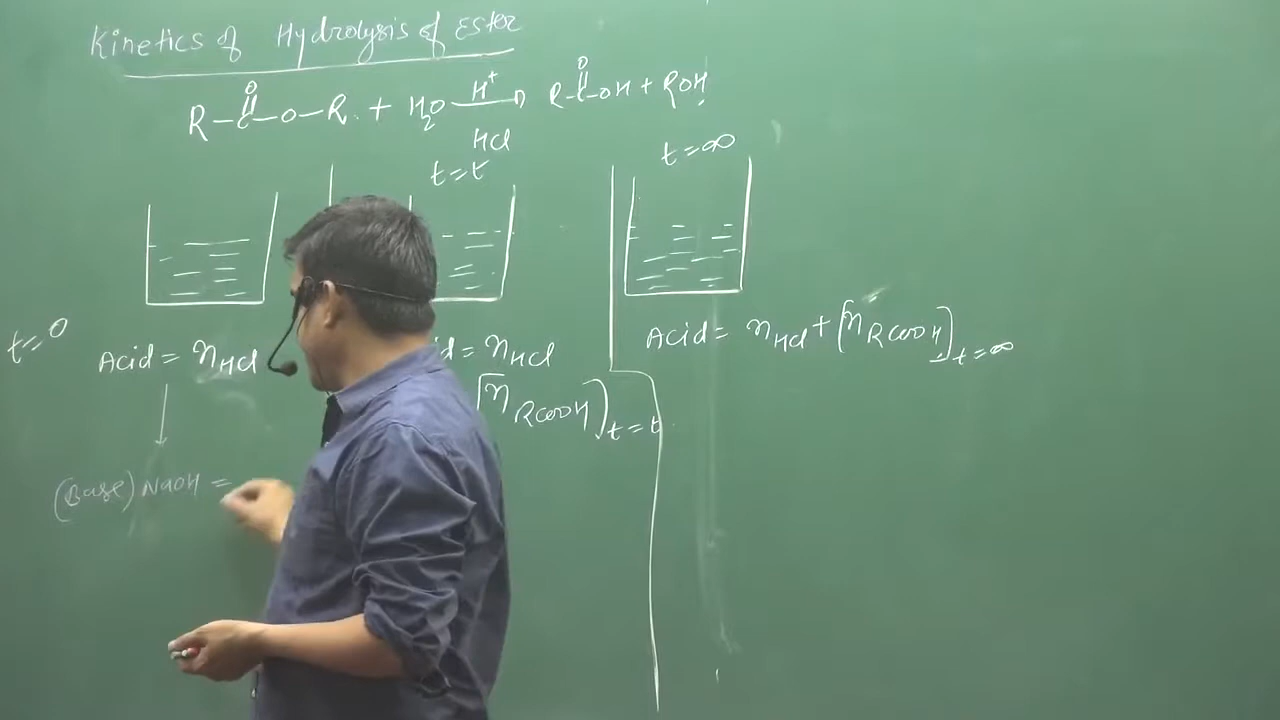 Kinetics of Hydrolysis of Ester
R-C-O-R + H2O H+ R-C-OH + ROH
O O
HCl
t=t t=∞
t=0
Acid = nHCl
(Base) NaOH =
= nHCl
[nRCOOH]t=t
Acid = nHCl + [nRCOOH]t=∞